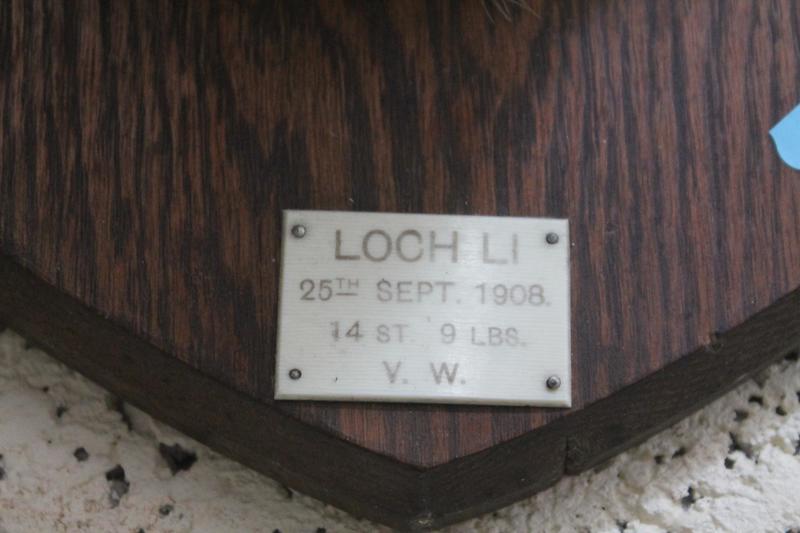 LOCH LI
25TH SEPT. 1908.
14 ST. 9 LBS.
V. W.